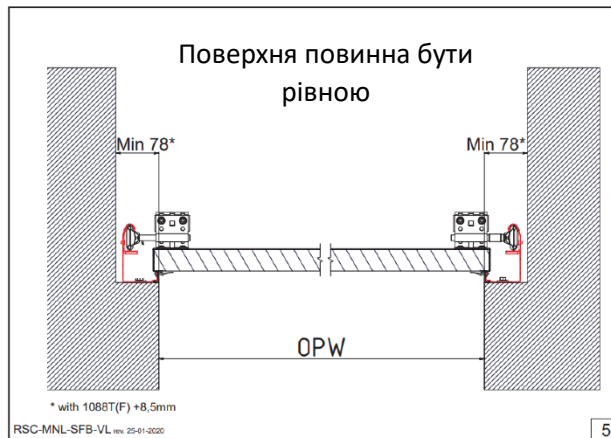 Поверхня повинна бути
рівною
Min 78*
Min 78*
OPW
* with 1088T(F) +8,5mm
RSC-MNL-SFB-VL rev. 25-01-2020
5